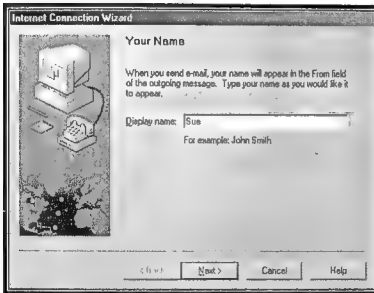 Internet Connection Wizard
Your Name
When you send e-mail, your name will appear in the From field
of the outgoing message. Type your name as you would like it
to appear.
Display name: Sue
For example: John Smith
Next >
Cancel
Help